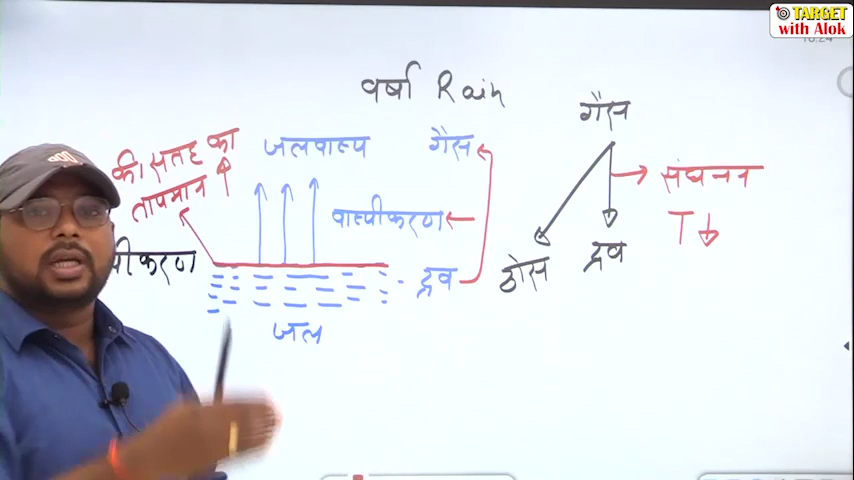 TARGET
with Alok
वर्षा Rain
गैस
की सतह का
तापमान ↑
जलवाष्प
गैस
संघनन
T ↓
वाष्पीकरण
द्रव
ठोस
द्रव
जल